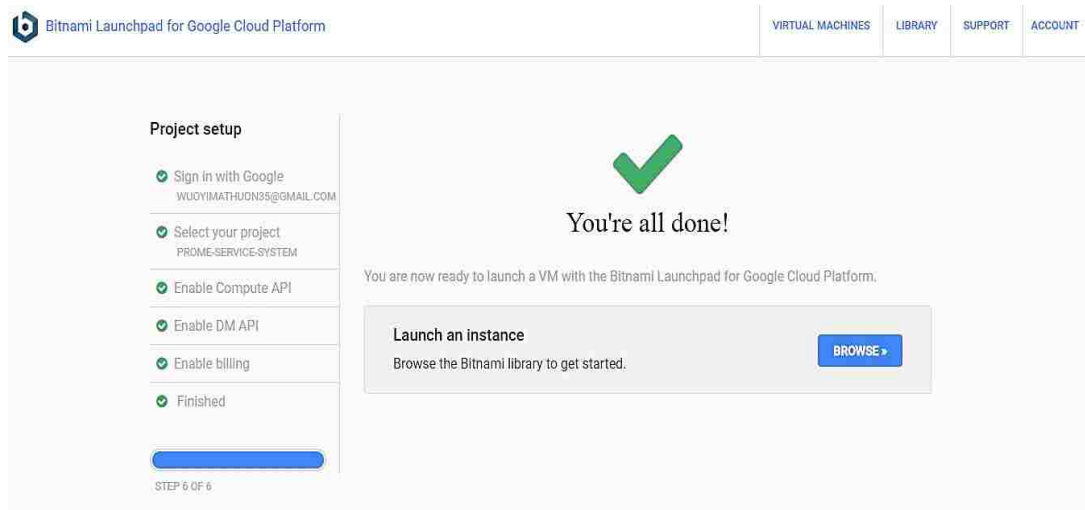 Bitnami Launchpad for Google Cloud Platform
VIRTUAL MACHINES
LIBRARY
SUPPORT
ACCOUNT
Project setup
Sign in with Google
WUOYIMATHUON35@GMAIL.COM
Select your project
PROME-SERVICE-SYSTEM
Enable Compute API
Enable DM API
Enable billing
Finished
STEP 6 OF 6
You're all done!
You are now ready to launch a VM with the Bitnami Launchpad for Google Cloud Platform.
Launch an instance
Browse the Bitnami library to get started.
BROWSE »